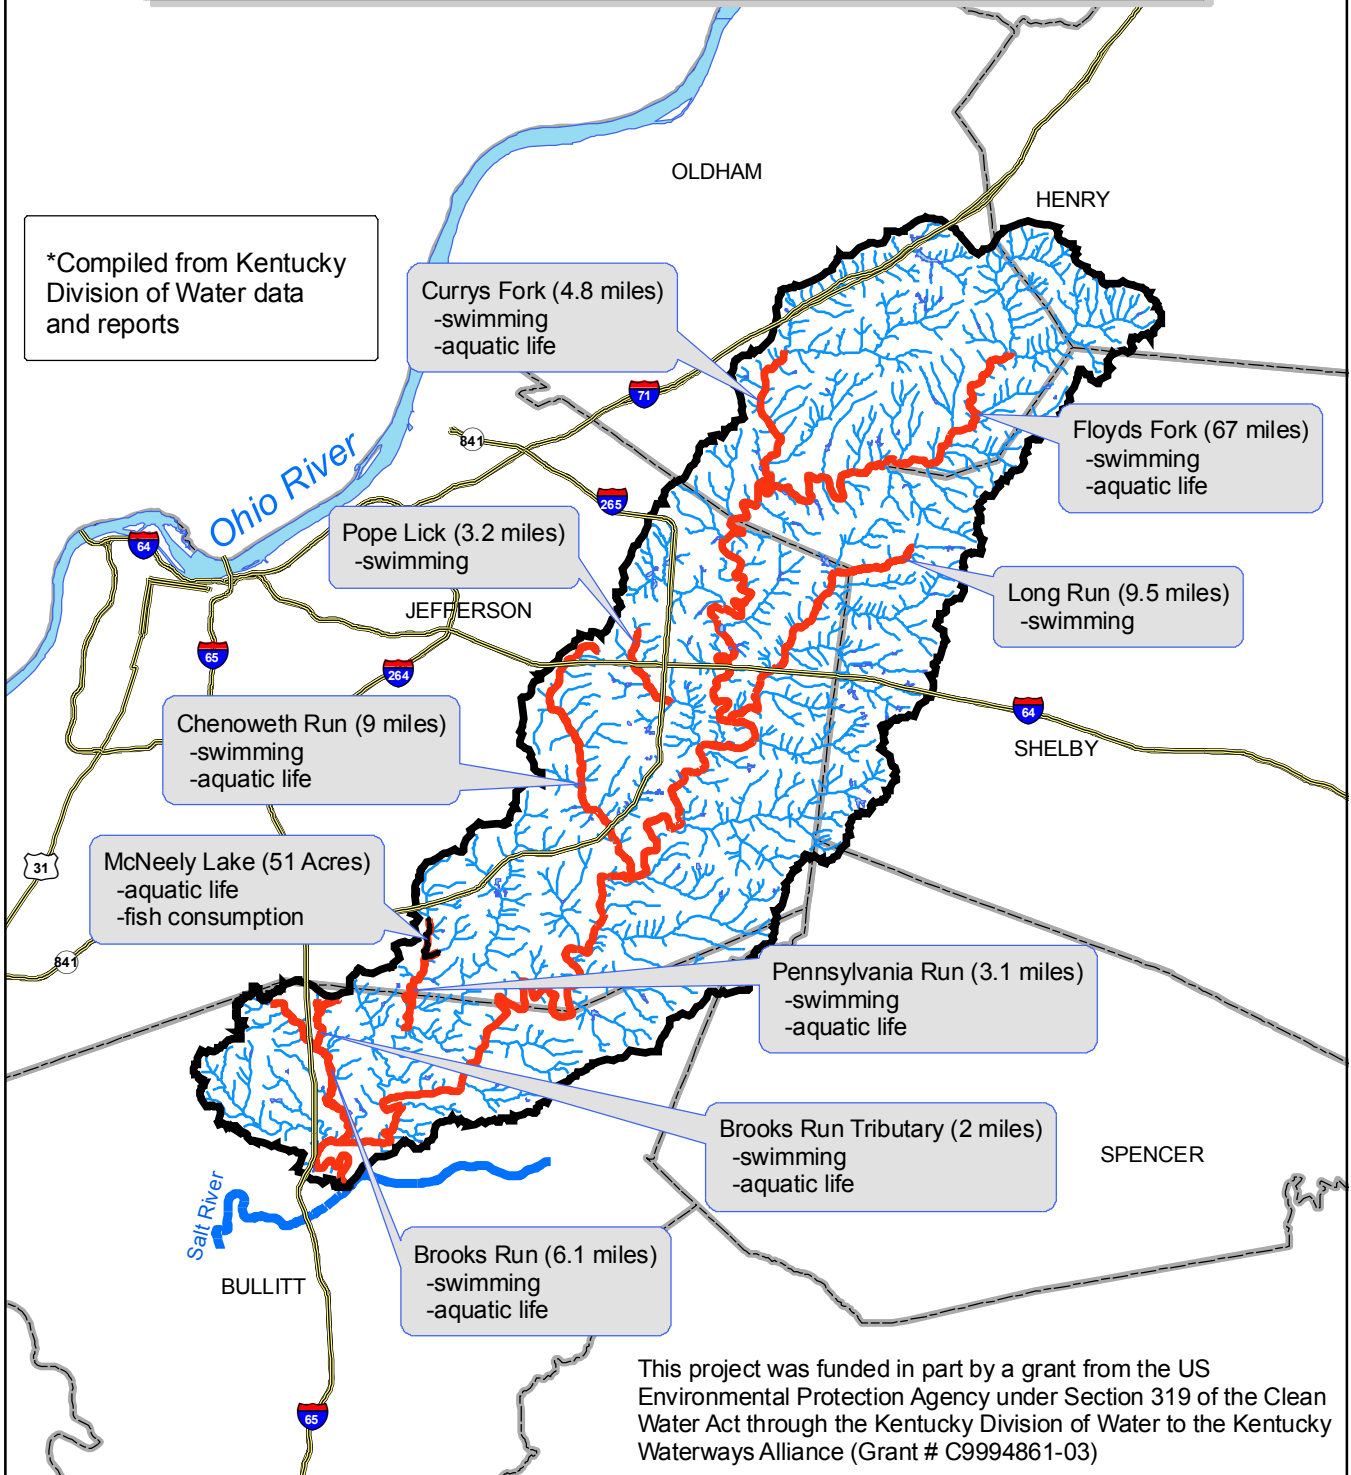 OLDHAM
HENRY
*Compiled from Kentucky
Division of Water data
and reports
Currys Fork (4.8 miles)
-swimming
-aquatic life
71
841
Floyds Fork (67 miles)
-swimming
-aquatic life
Ohio River
265
64
Pope Lick (3.2 miles)
-swimming
JEFFERSON
Long Run (9.5 miles)
-swimming
65
264
64
SHELBY
Chenoweth Run (9 miles)
-swimming
-aquatic life
31
McNeely Lake (51 Acres)
-aquatic life
-fish consumption
841
Pennsylvania Run (3.1 miles)
-swimming
-aquatic life
Brooks Run Tributary (2 miles)
-swimming
-aquatic life
SPENCER
Salt River
Brooks Run (6.1 miles)
-swimming
-aquatic life
BULLITT
65
This project was funded in part by a grant from the US
Environmental Protection Agency under Section 319 of the Clean
Water Act through the Kentucky Division of Water to the Kentucky
Waterways Alliance (Grant # C9994861-03)